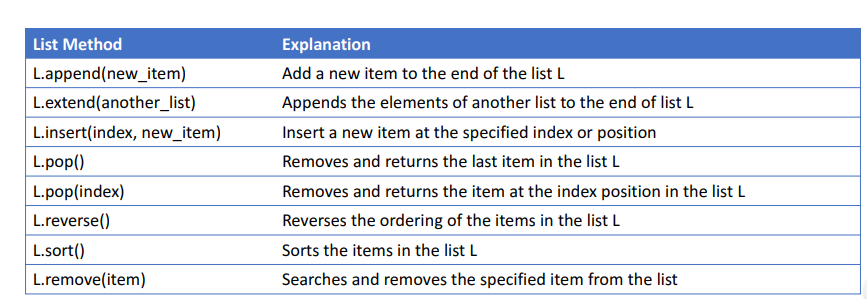 List Method Explanation
L.append(new_item) Add a new item to the end of the list L
L.extend(another_list) Appends the elements of another list to the end of list L
L.insert(index, new_item) Insert a new item at the specified index or position
L.pop() Removes and returns the last item in the list L
L.pop(index) Removes and returns the item at the index position in the list L
L.reverse() Reverses the ordering of the items in the list L
L.sort() Sorts the items in the list L
L.remove(item) Searches and removes the specified item from the list